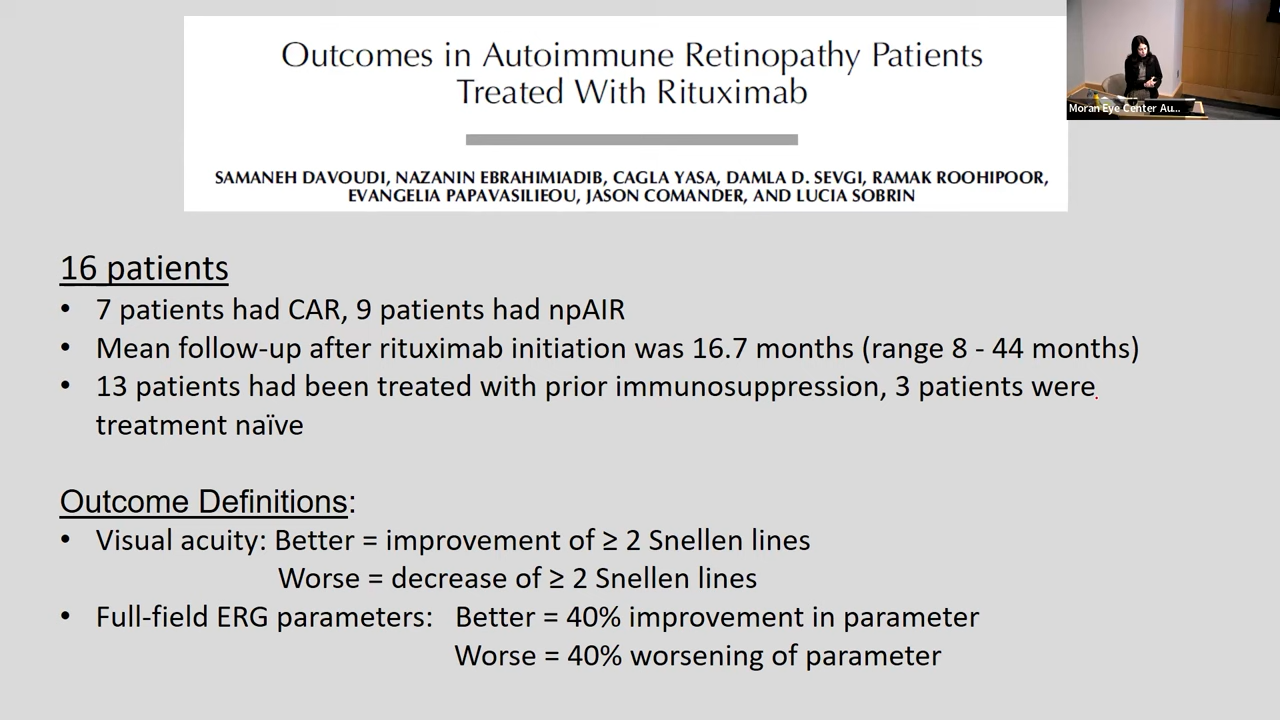 Outcomes in Autoimmune Retinopathy Patients
Treated With Rituximab
SAMANEH DAVOUDI, NAZANIN EBRAHIMIADIB, CAGLA YASA, DAMLA D. SEVGI, RAMAK ROOHIPOOR,
EVANGELIA PAPAVASILIEOU, JASON COMANDER, AND LUCIA SOBRIN
Moran Eye Center Au...
16 patients
• 7 patients had CAR, 9 patients had npAIR
• Mean follow-up after rituximab initiation was 16.7 months (range 8 - 44 months)
• 13 patients had been treated with prior immunosuppression, 3 patients were
treatment naïve
Outcome Definitions:
• Visual acuity: Better = improvement of ≥ 2 Snellen lines
Worse = decrease of ≥ 2 Snellen lines
• Full-field ERG parameters: Better = 40% improvement in parameter
Worse = 40% worsening of parameter